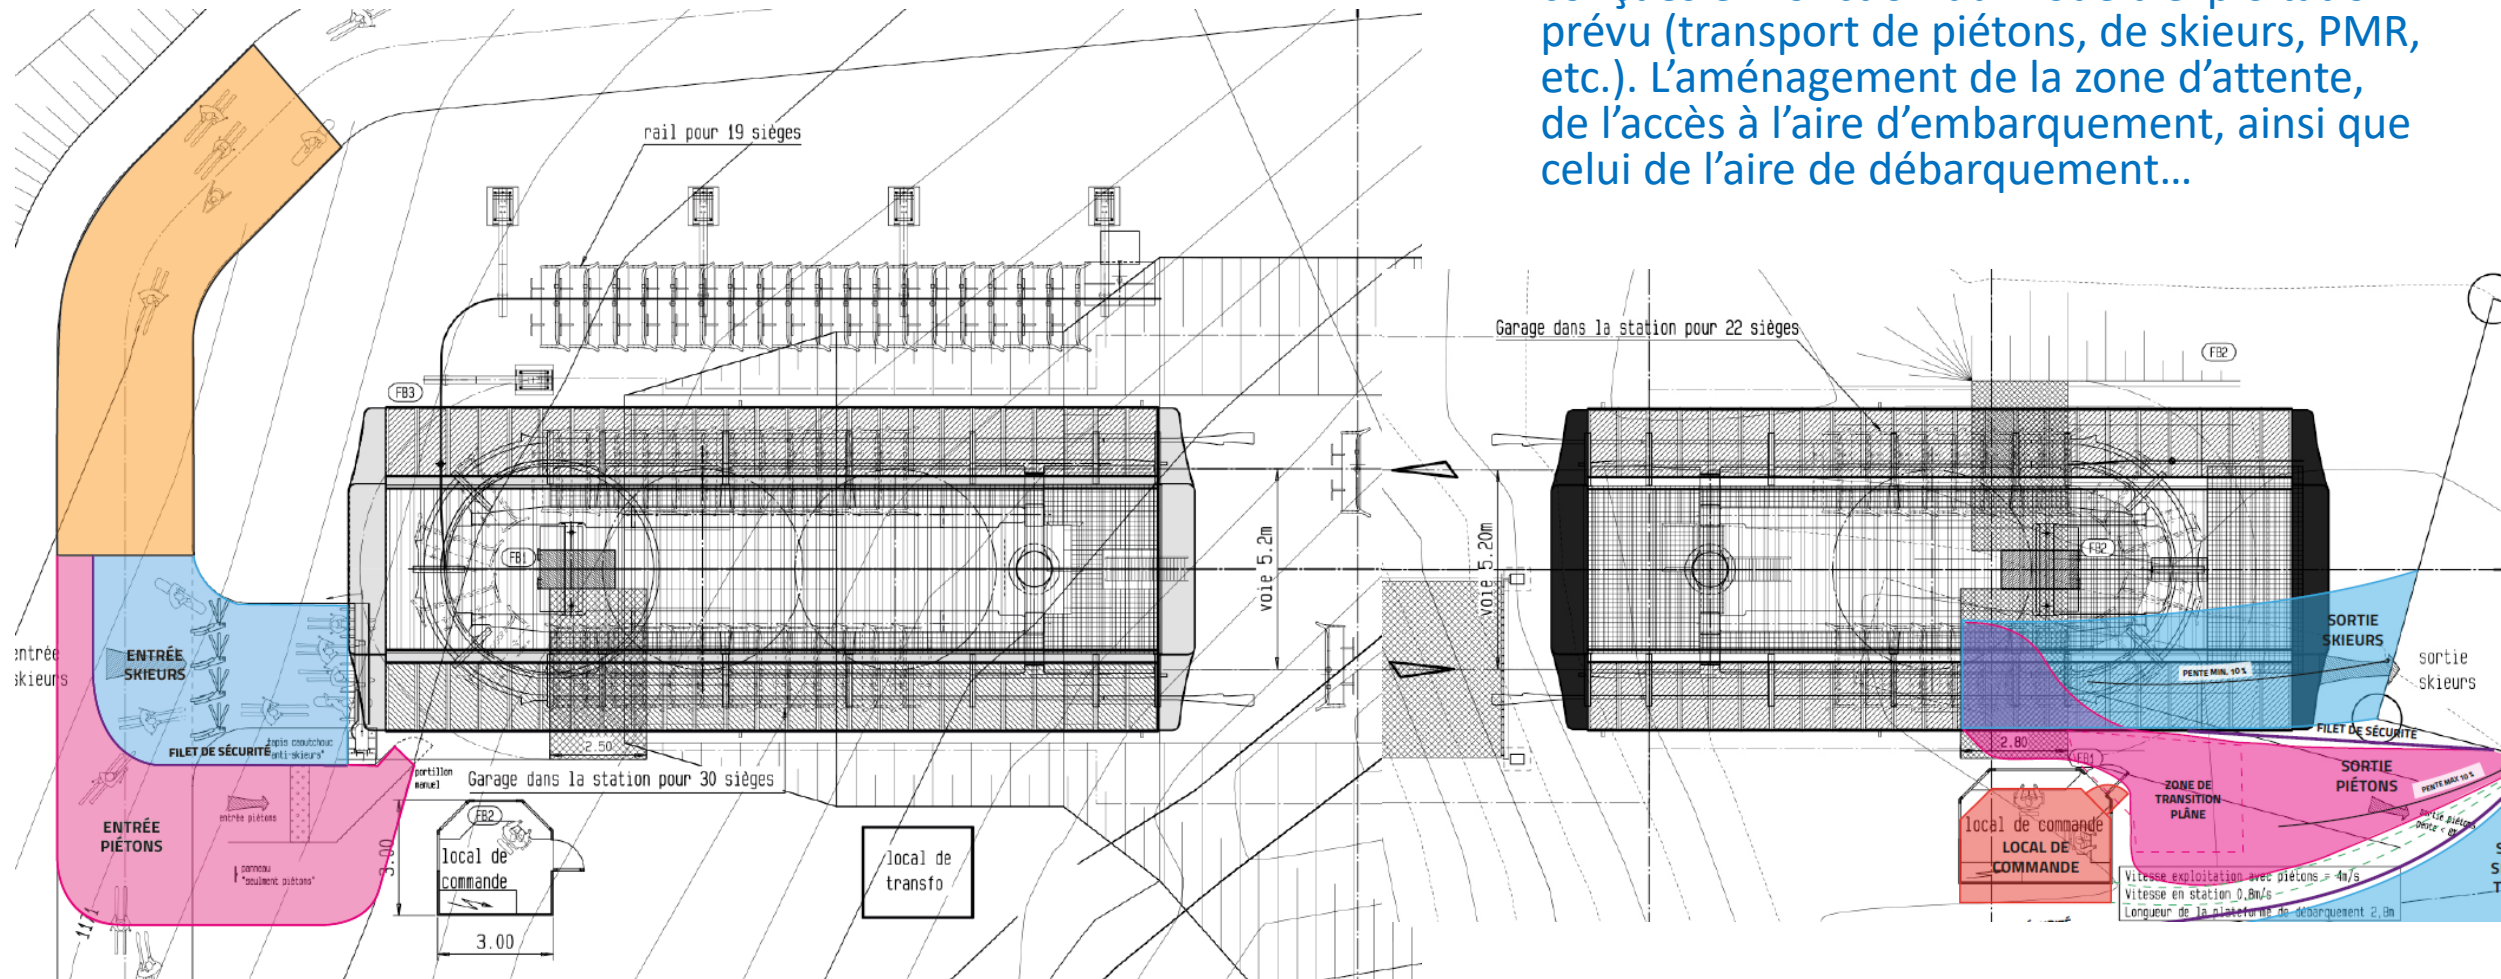 prévu (transport de piétons, de skieurs, PMR,
etc.). L'aménagement de la zone d'attente,
de l'accès à l'aire d'embarquement, ainsi que
celui de l'aire de débarquement…
rail pour 19 sièges
Garage dans la station pour 22 sièges
FB2
FB3
FB1
FB2
voie 5.2m
voie 5.20m
entrée
skieurs
ENTRÉE
SKIEURS
SORTIE
SKIEURS
PENTE MIN. 10 %
sortie
skieurs
FILET DE SÉCURITÉ
tapis caoutchouc
"anti-skieurs"
2.50
portillon
manuel
Garage dans la station pour 30 sièges
FILET DE SÉCURITÉ
2.80
FB1
SORTIE
PIÉTONS
PENTE MAX 10 %
ZONE DE
TRANSITION
PLÂNE
sortie piétons
entrée piétons
ENTRÉE
PIÉTONS
panneau
"seulment piétons"
3.00
FB2
local de
commande
3.00
local de
transfo
local de commande
LOCAL DE
COMMANDE
Vitesse exploitation avec piétons = 4m/s
Vitesse en station 0,8m/s
Longueur de la plateforme de débarquement 2,8m
1171